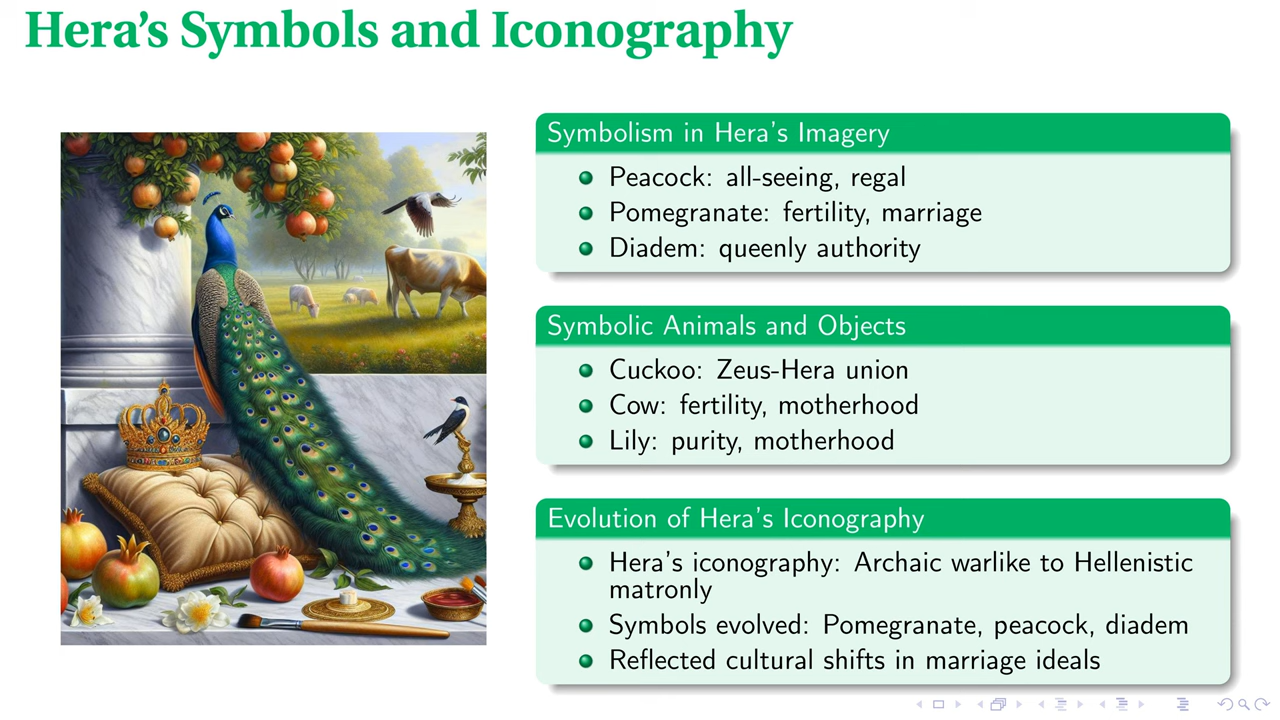 Hera's Symbols and Iconography
Symbolism in Hera's Imagery
Peacock: all-seeing, regal
Pomegranate: fertility, marriage
Diadem: queenly authority
Symbolic Animals and Objects
Cuckoo: Zeus-Hera union
Cow: fertility, motherhood
Lily: purity, motherhood
Evolution of Hera's Iconography
Hera's iconography: Archaic warlike to Hellenistic
matronly
Symbols evolved: Pomegranate, peacock, diadem
Reflected cultural shifts in marriage ideals